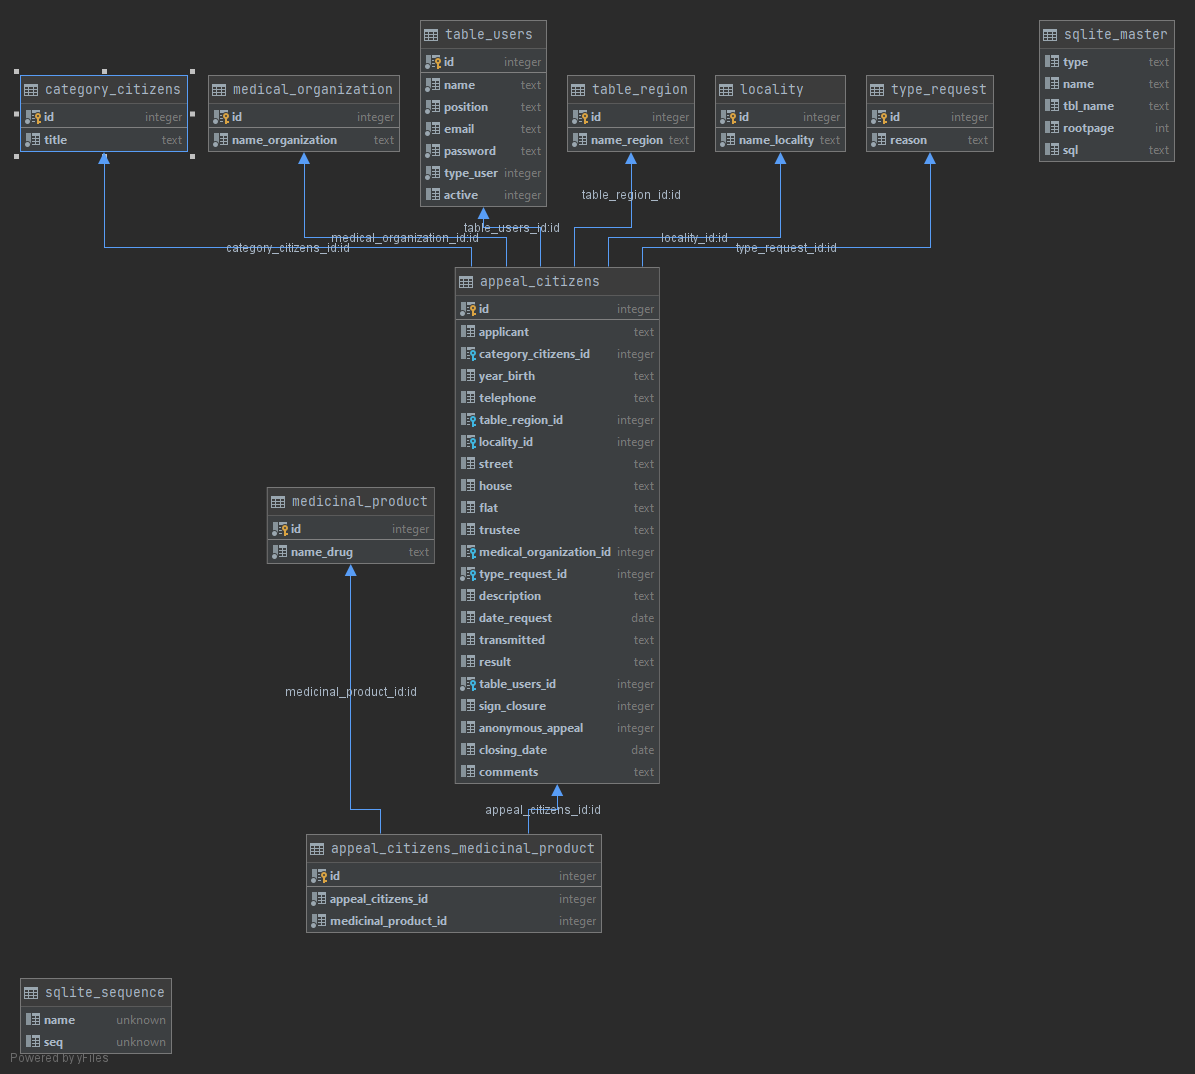 table_users
id integer
name text
position text
email text
password text
type_user integer
active integer
sqlite_master
type text
name text
tbl_name text
rootpage int
sql text
category_citizens
id integer
title text
medical_organization
id integer
name_organization text
table_region
id integer
name_region text
locality
id integer
name_locality text
type_request
id integer
reason text
table_region_id:id
table_users_id:id
medical_organization_id:id
locality_id:id
category_citizens_id:id
type_request_id:id
appeal_citizens
id integer
applicant text
category_citizens_id integer
year_birth text
telephone text
table_region_id integer
locality_id integer
street text
house text
flat text
trustee text
medical_organization_id integer
type_request_id integer
description text
date_request date
transmitted text
result text
table_users_id integer
sign_closure integer
anonymous_appeal integer
closing_date date
comments text
medicinal_product
id integer
name_drug text
medicinal_product_id:id
appeal_citizens_id:id
appeal_citizens_medicinal_product
id integer
appeal_citizens_id integer
medicinal_product_id integer
sqlite_sequence
name unknown
seq unknown
Powered by yFiles